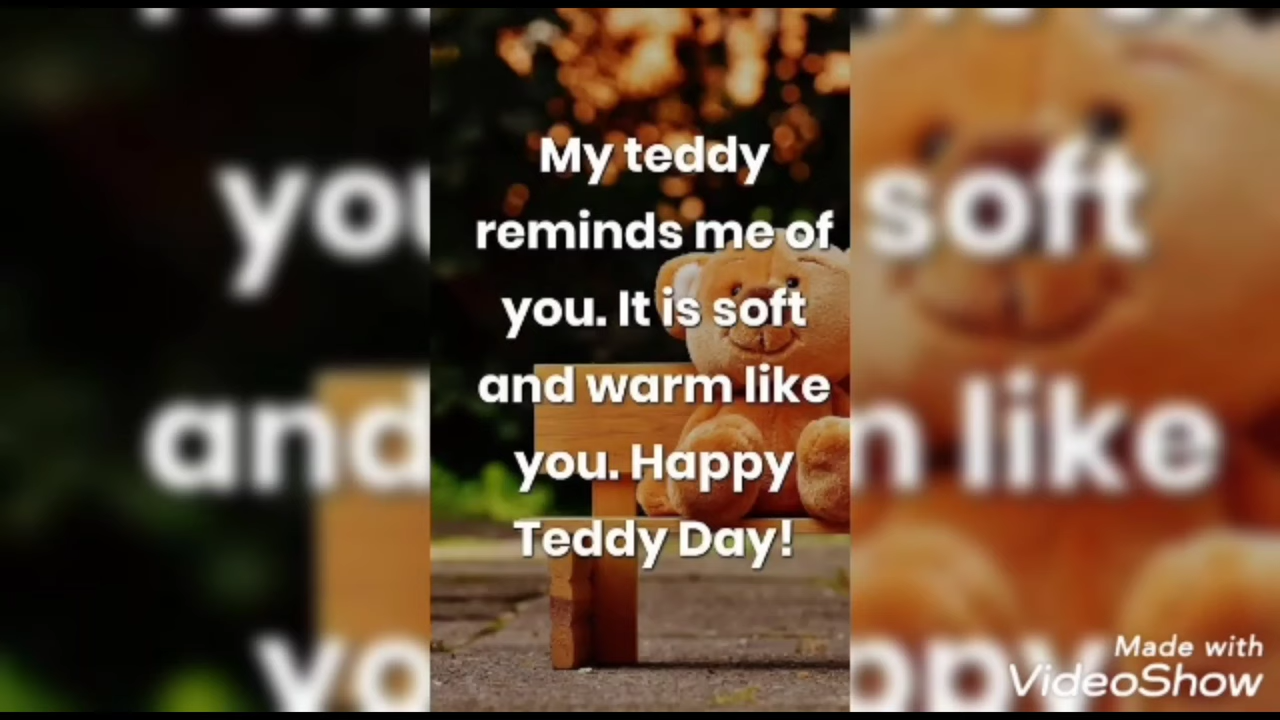 My teddy
reminds me of
you. It is soft
and warm like
you. Happy
Teddy Day!
Made with
VideoShow